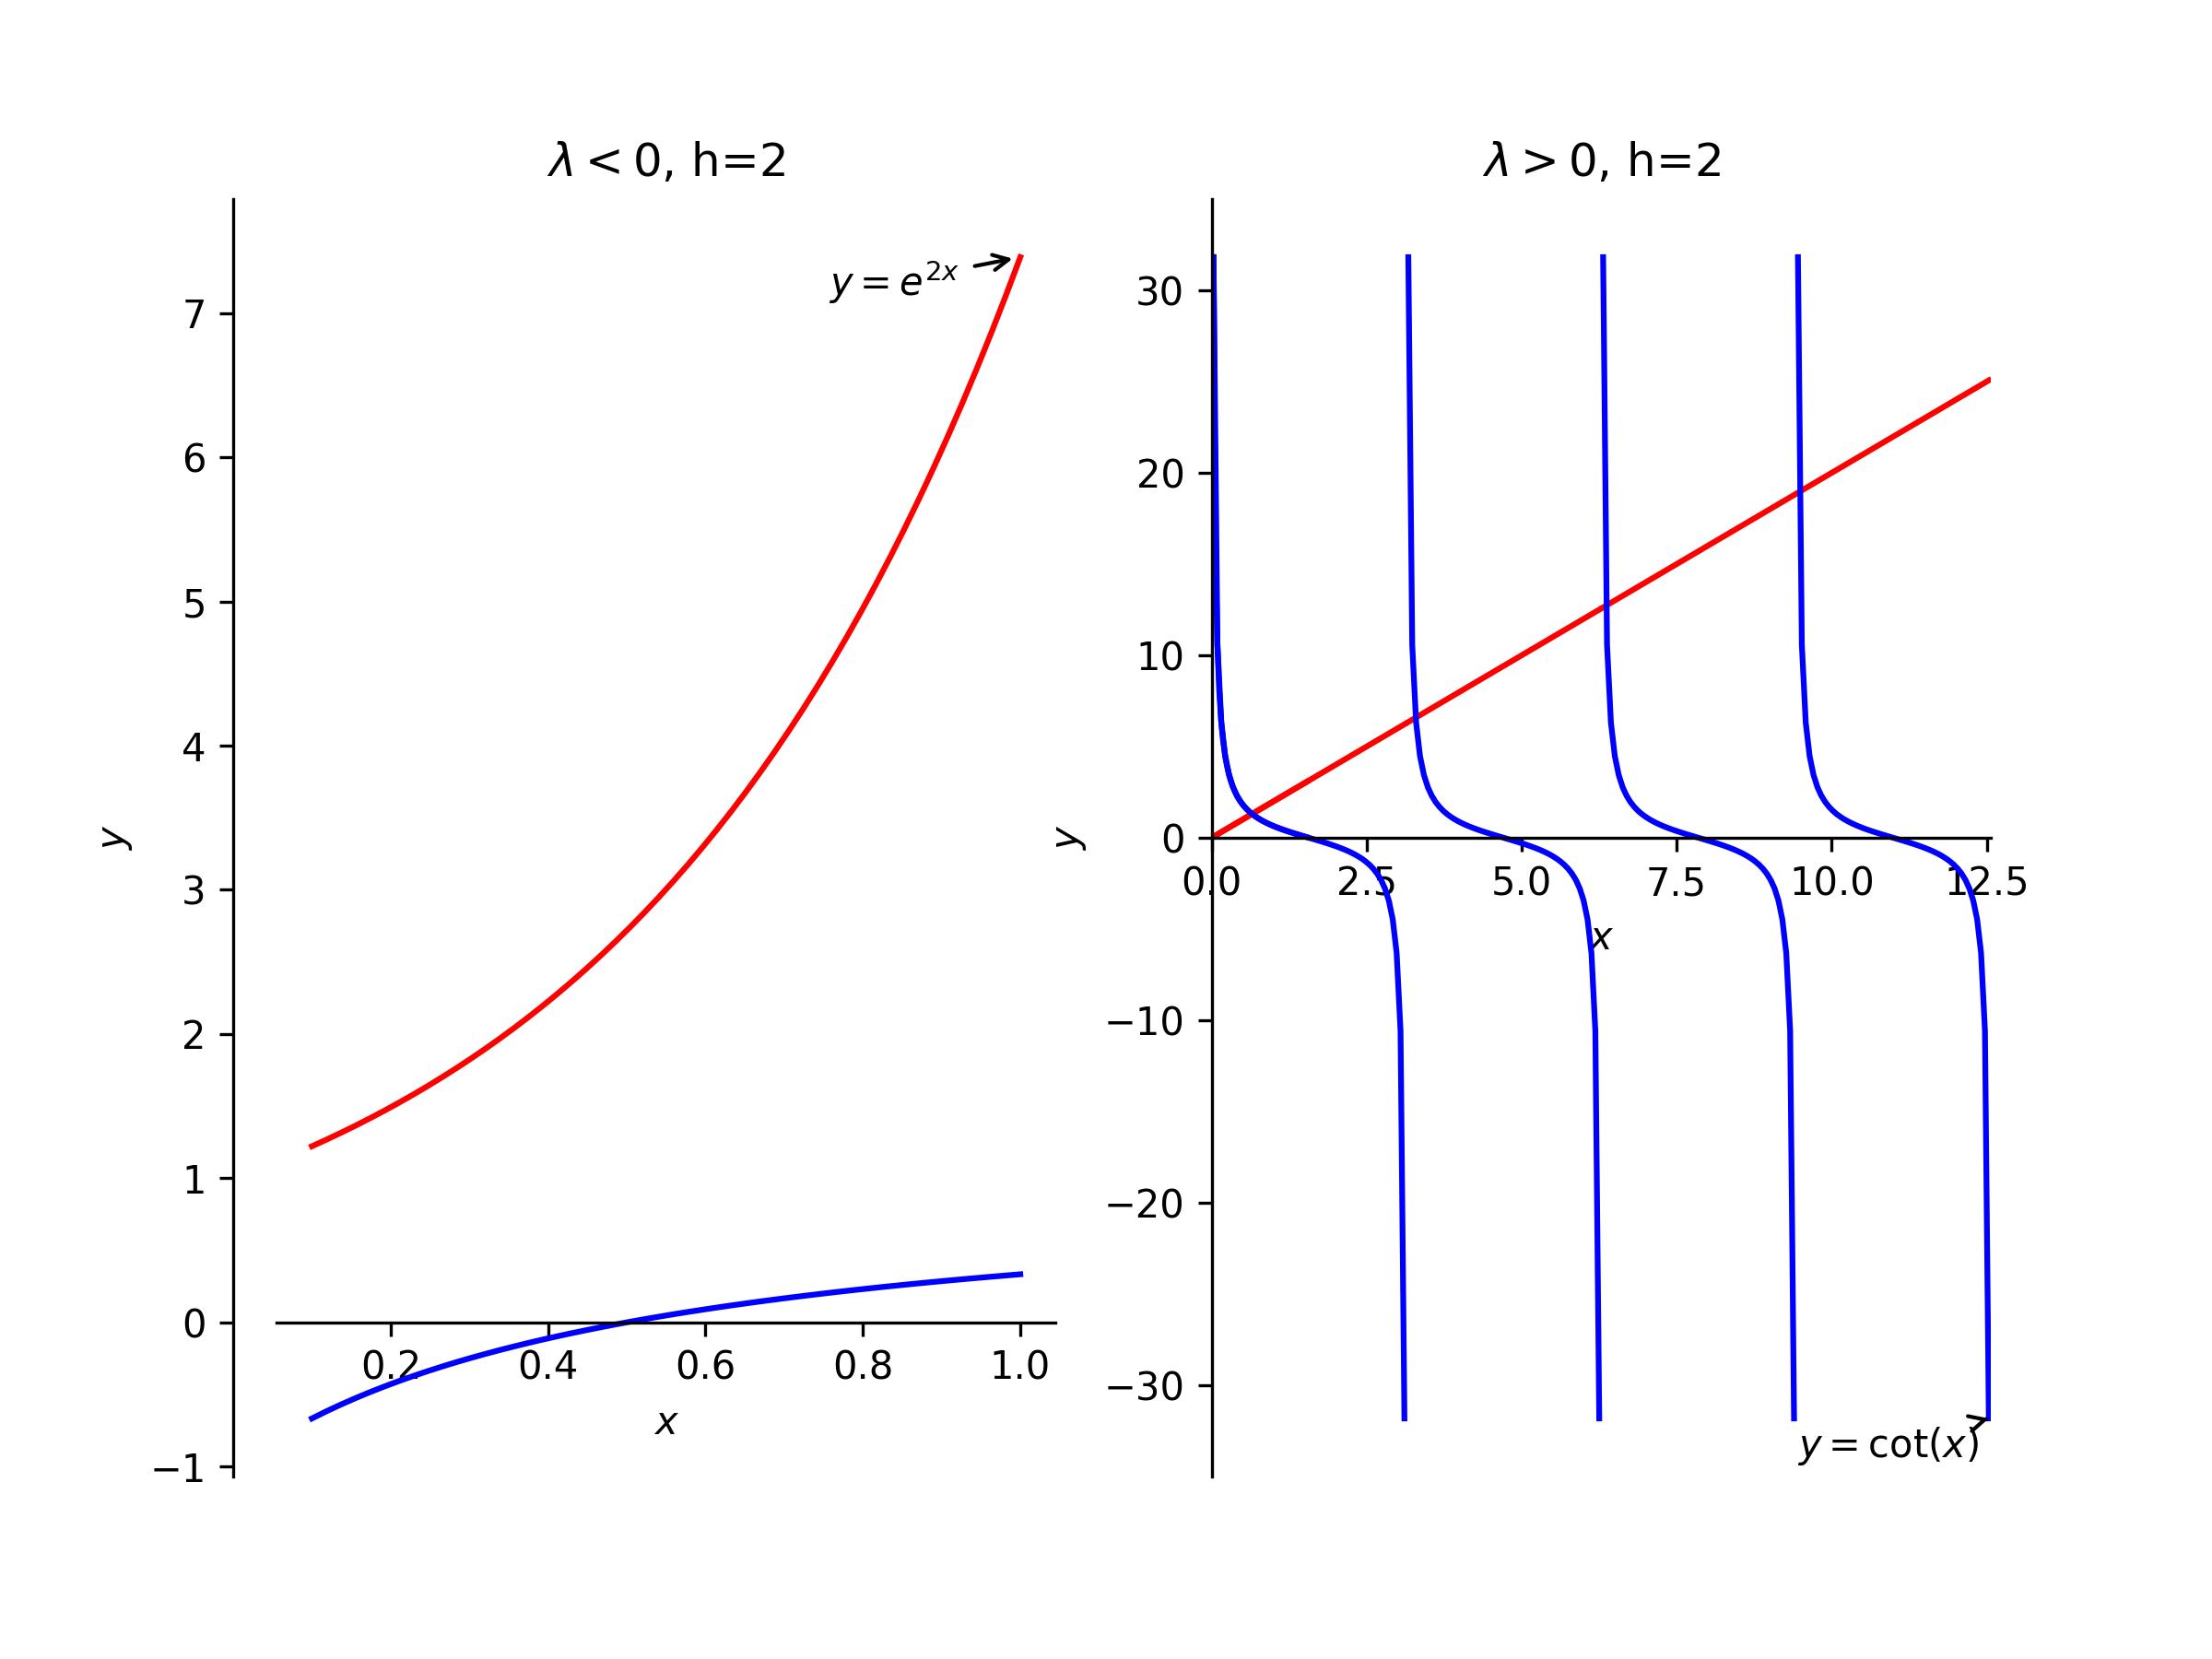 λ < 0, h=2
y = e^{2x}
7
6
5
4
3
2
1
0
−1
y
0.2 0.4 0.6 0.8 1.0
x
λ > 0, h=2
30
20
10
0
−10
−20
−30
y
0.0 2.5 5.0 7.5 10.0 12.5
x
y = cot(x)